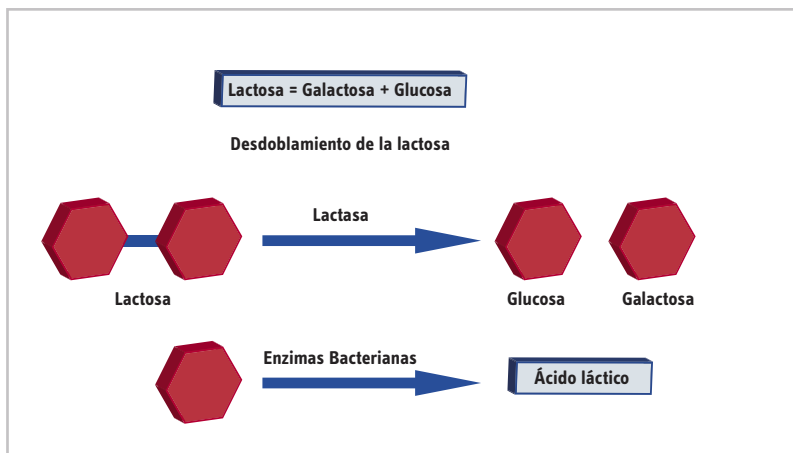 Lactosa = Galactosa + Glucosa
Desdoblamiento de la lactosa
Lactasa
Lactosa
Glucosa
Galactosa
Enzimas Bacterianas
Ácido láctico